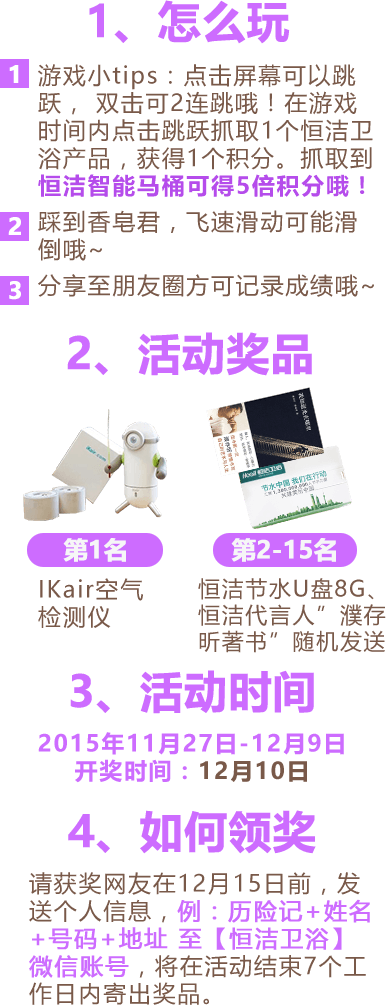 1、怎么玩
1 游戏小tips：点击屏幕可以跳
跃， 双击可2连跳哦！在游戏
时间内点击跳跃抓取1个恒洁卫
浴产品，获得1个积分。抓取到
恒洁智能马桶可得5倍积分哦！
2 踩到香皂君，飞速滑动可能滑
倒哦~
3 分享至朋友圈方可记录成绩哦~
2、活动奖品
节水中国 我们在行动
第1名
第2-15名
IKair空气
检测仪
恒洁节水U盘8G、
恒洁代言人”濮存
昕著书”随机发送
3、活动时间
2015年11月27日-12月9日
开奖时间：12月10日
4、如何领奖
请获奖网友在12月15日前，发
送个人信息，例：历险记+姓名
+号码+地址 至【恒洁卫浴】
微信账号，将在活动结束7个工
作日内寄出奖品。